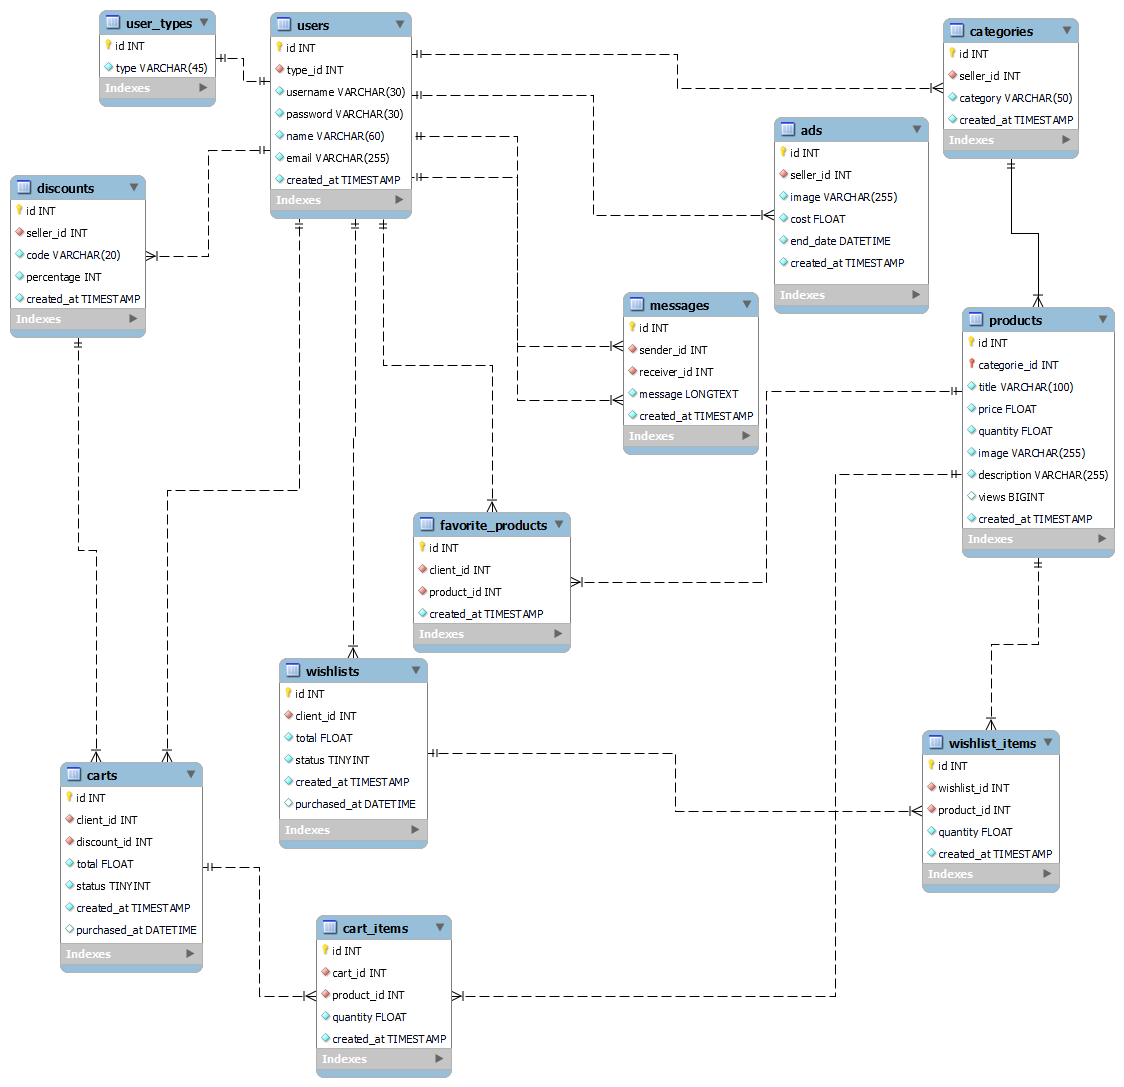 user_types
id INT
type VARCHAR(45)
Indexes
users
id INT
type_id INT
username VARCHAR(30)
password VARCHAR(30)
name VARCHAR(60)
email VARCHAR(255)
created_at TIMESTAMP
Indexes
categories
id INT
seller_id INT
category VARCHAR(50)
created_at TIMESTAMP
Indexes
ads
id INT
seller_id INT
image VARCHAR(255)
cost FLOAT
end_date DATETIME
created_at TIMESTAMP
Indexes
discounts
id INT
seller_id INT
code VARCHAR(20)
percentage INT
created_at TIMESTAMP
Indexes
messages
id INT
sender_id INT
receiver_id INT
message LONGTEXT
created_at TIMESTAMP
Indexes
products
id INT
categorie_id INT
title VARCHAR(100)
price FLOAT
quantity FLOAT
image VARCHAR(255)
description VARCHAR(255)
views BIGINT
created_at TIMESTAMP
Indexes
favorite_products
id INT
client_id INT
product_id INT
created_at TIMESTAMP
Indexes
wishlists
id INT
client_id INT
total FLOAT
status TINYINT
created_at TIMESTAMP
purchased_at DATETIME
Indexes
wishlist_items
id INT
wishlist_id INT
product_id INT
quantity FLOAT
created_at TIMESTAMP
Indexes
carts
id INT
client_id INT
discount_id INT
total FLOAT
status TINYINT
created_at TIMESTAMP
purchased_at DATETIME
Indexes
cart_items
id INT
cart_id INT
product_id INT
quantity FLOAT
created_at TIMESTAMP
Indexes